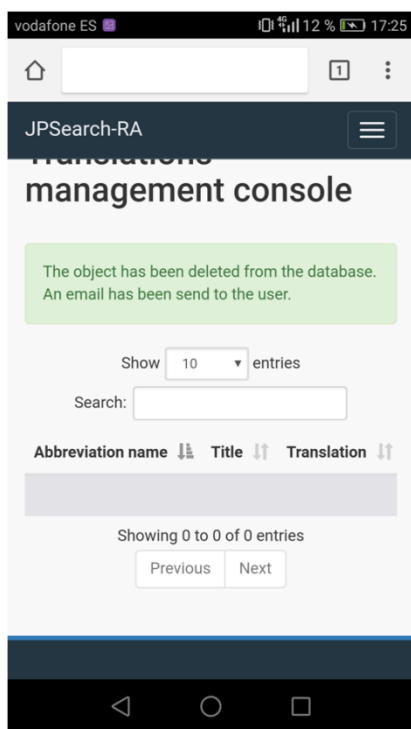 vodafone ES 4G 12 % 17:25
1
JPSearch-RA
Translations
management console
The object has been deleted from the database.
An email has been send to the user.
Show 10 entries
Search:
Abbreviation name Title Translation
Showing 0 to 0 of 0 entries
Previous Next